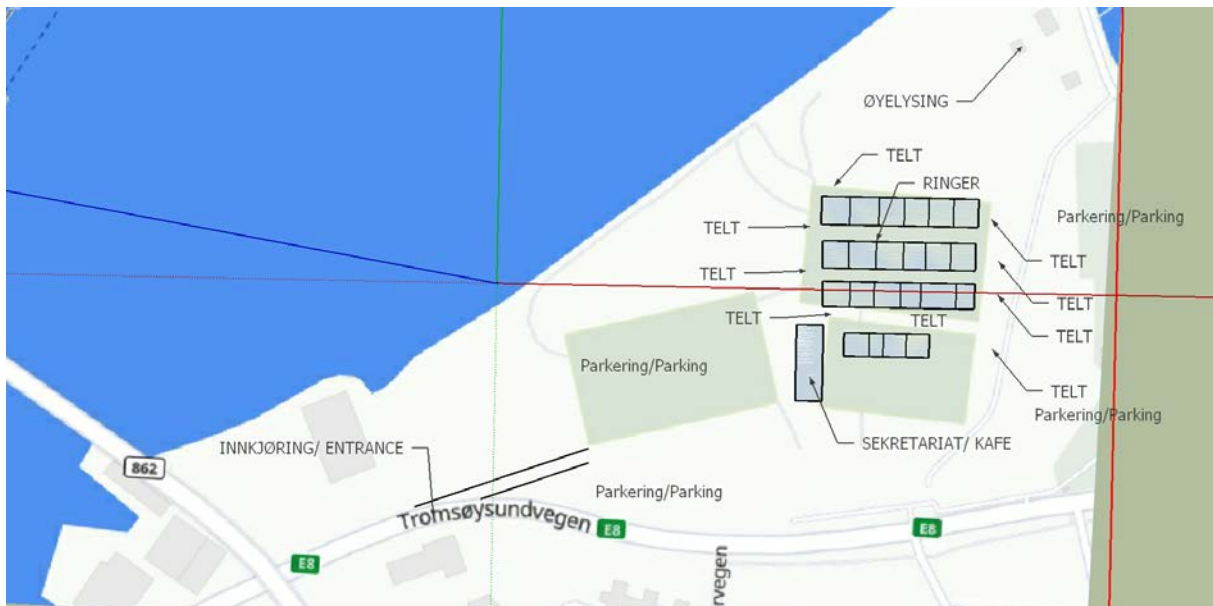 ØYELYSING
TELT
RINGER
Parkering/Parking
TELT
TELT
TELT
TELT
TELT
TELT
TELT
Parkering/Parking
TELT
Parkering/Parking
INNKJØRING/ ENTRANCE
SEKRETARIAT/ KAFE
862
Parkering/Parking
Tromsøysundvegen
E8
E8
E8
rvegen